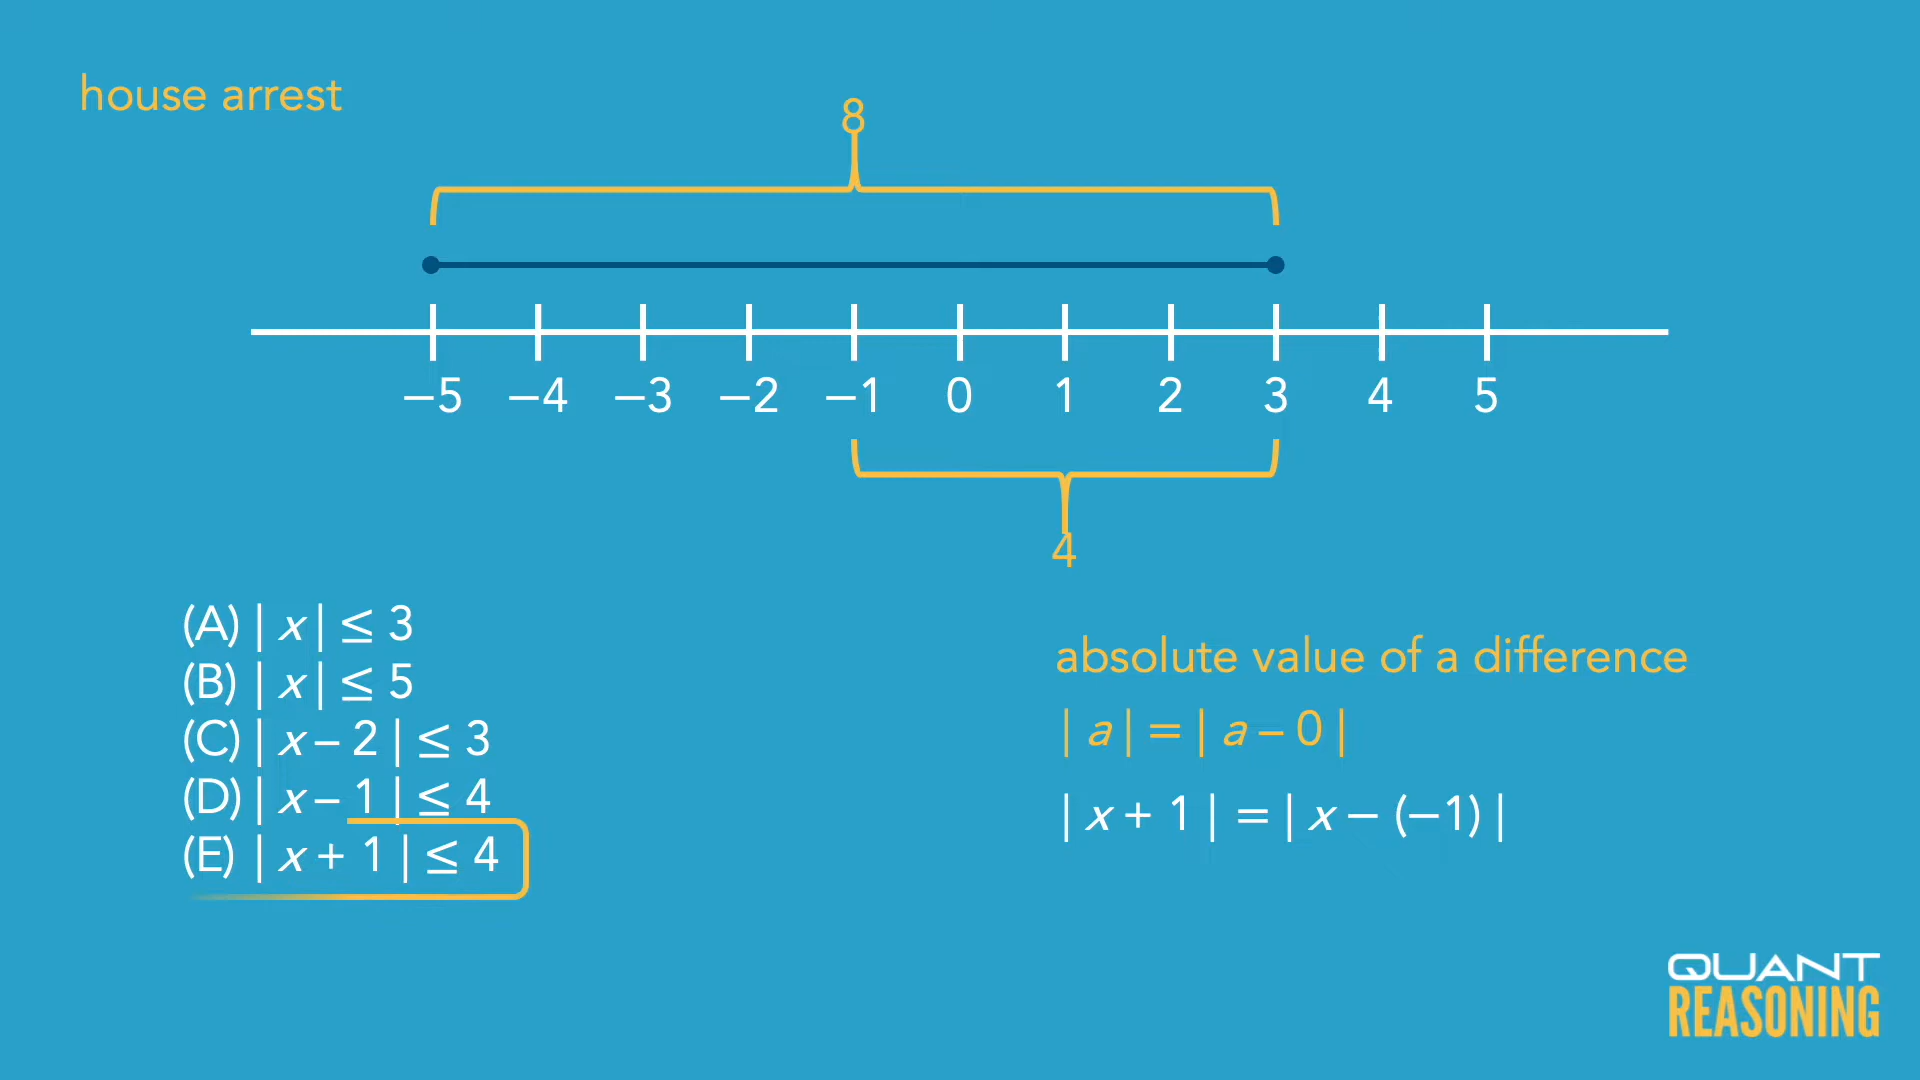 house arrest
8
–5 –4 –3 –2 –1 0 1 2 3 4 5
4
(A) | x | ≤ 3
(B) | x | ≤ 5
(C) | x – 2 | ≤ 3
(D) | x – 1 | ≤ 4
(E) | x + 1 | ≤ 4
absolute value of a difference
| a | = | a – 0 |
| x + 1 | = | x – (–1) |
QUANT
REASONING